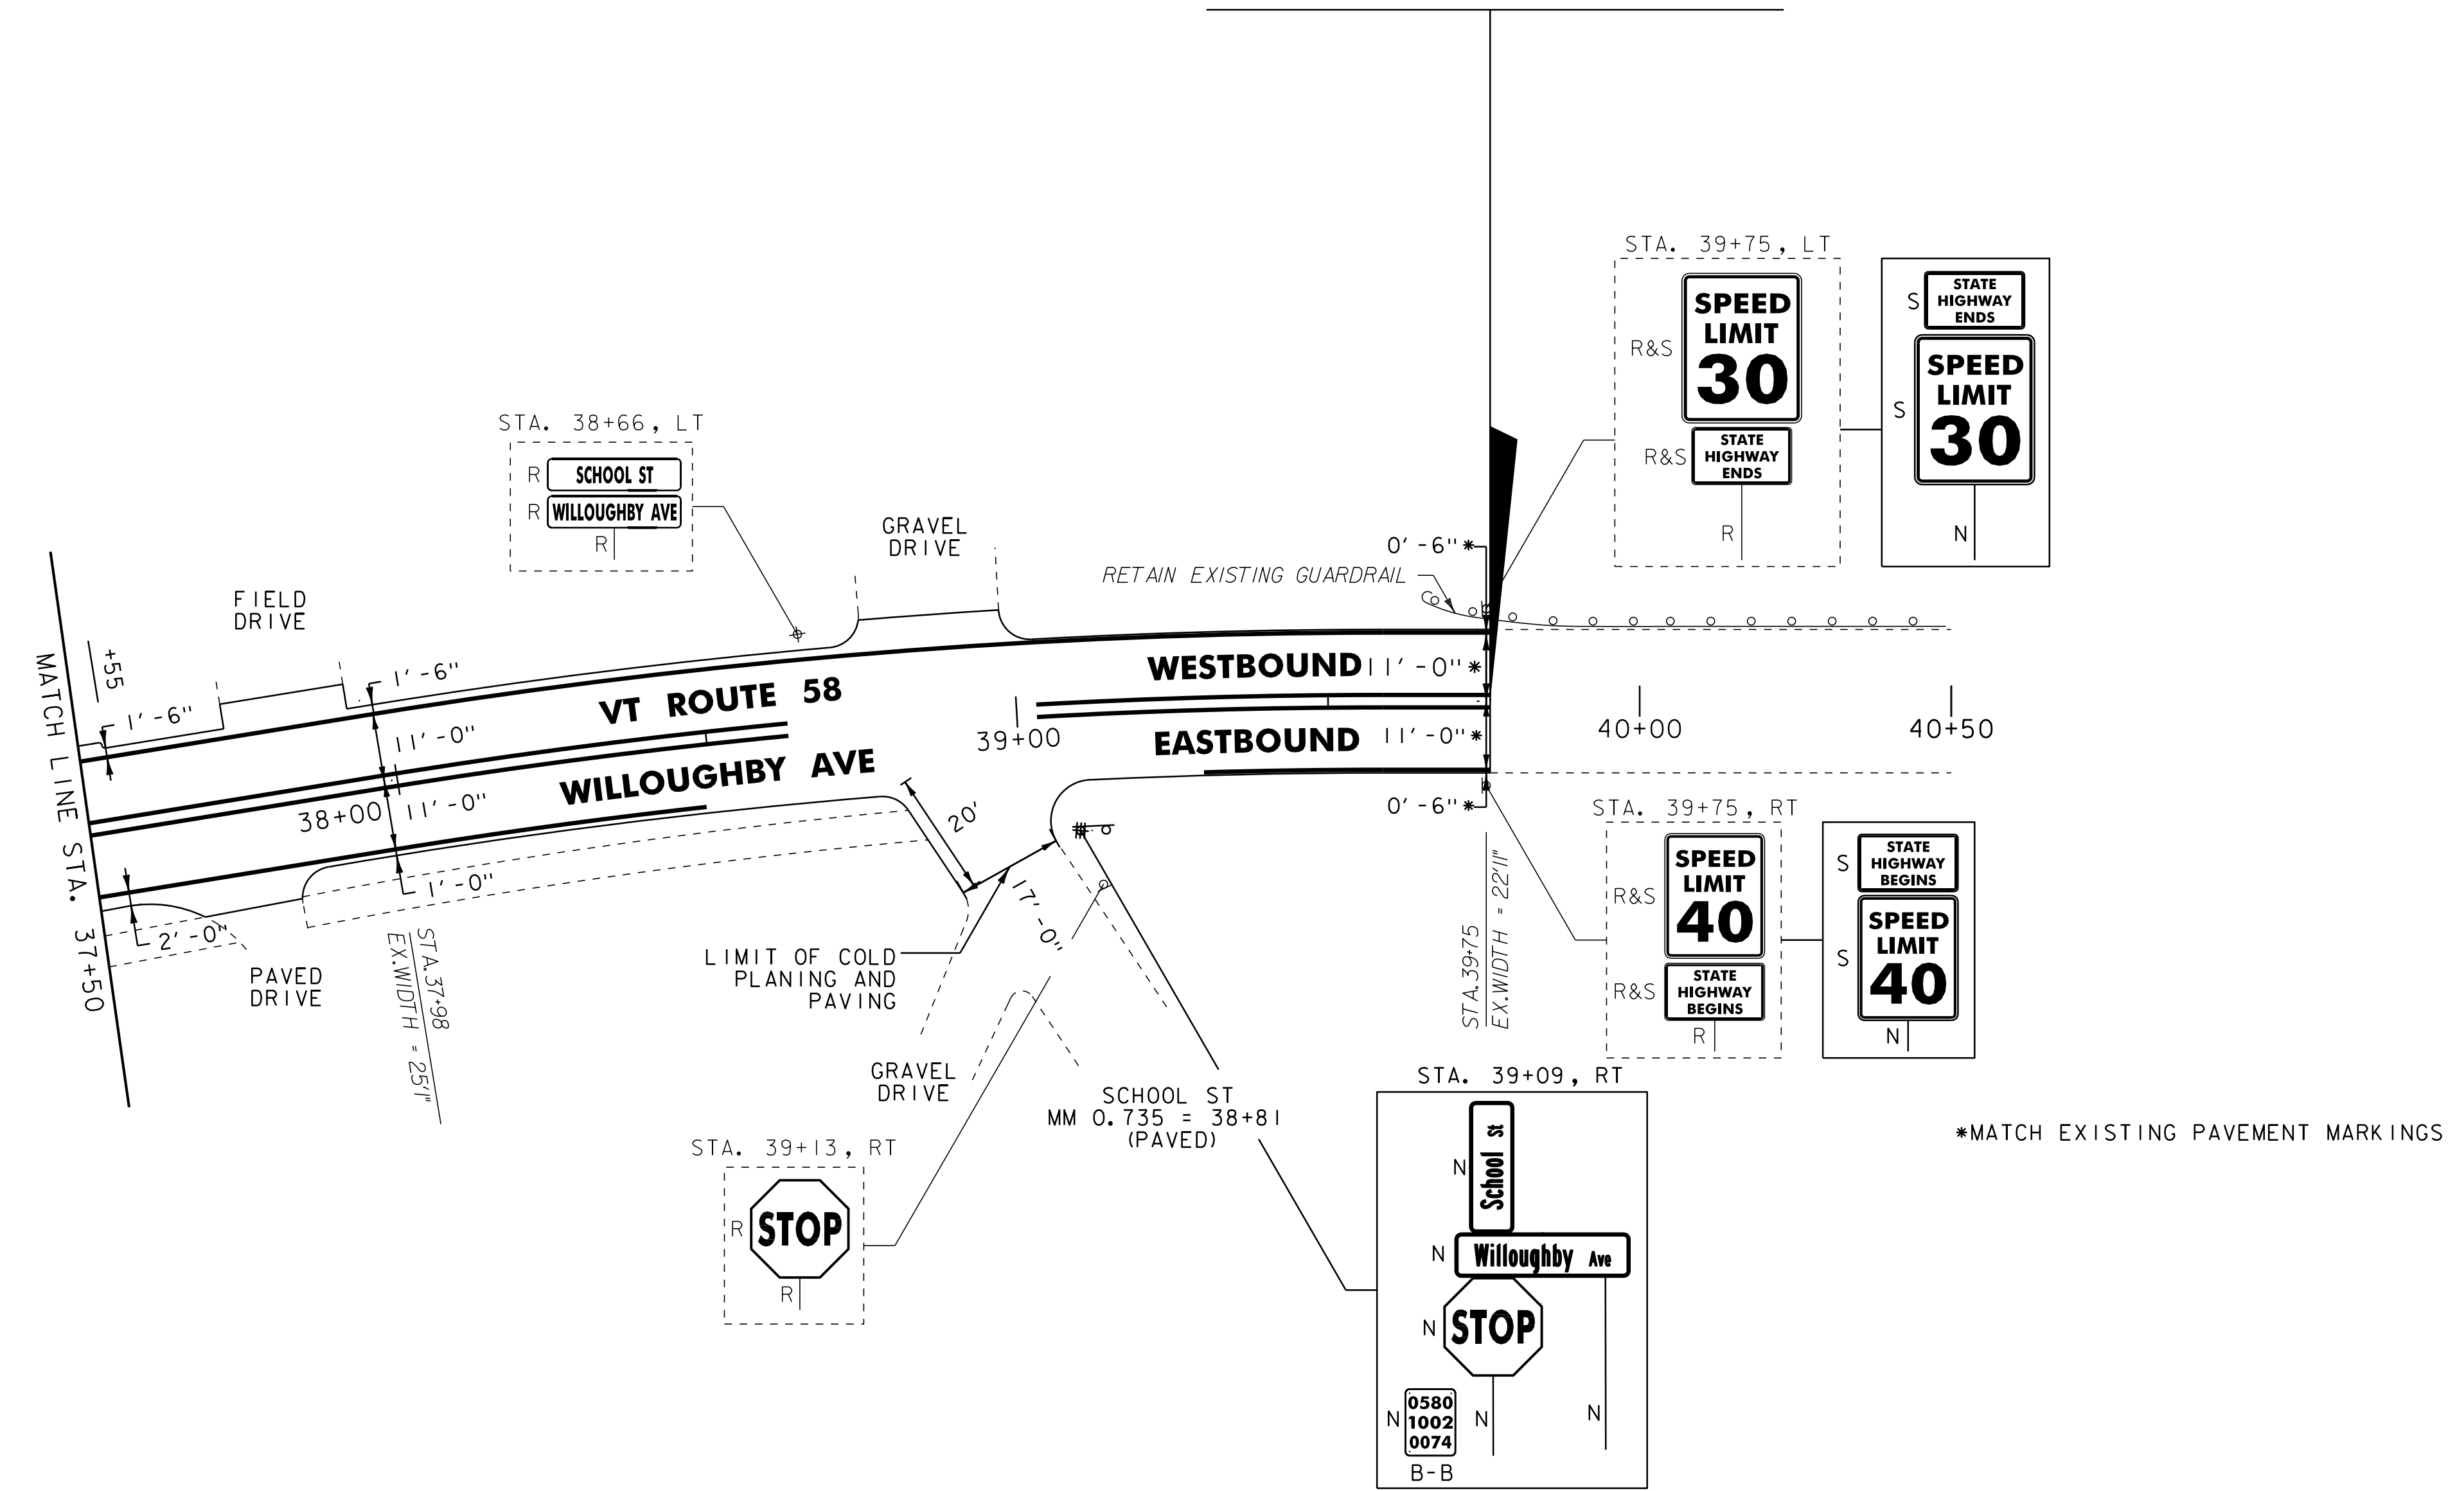 STA. 39+75, LT
SPEED
LIMIT
30
R&S
STATE
HIGHWAY
ENDS
R&S
R
STATE
HIGHWAY
ENDS
S
SPEED
LIMIT
30
S
N
STA. 38+66, LT
R SCHOOL ST
R WILLOUGHBY AVE
R
GRAVEL
DRIVE
0'-6"*
RETAIN EXISTING GUARDRAIL
FIELD
DRIVE
MATCH LINE STA. 37+50
+55
1'-6"
1'-6"
11'-0"
VT ROUTE 58
WESTBOUND
11'-0"*
39+00
EASTBOUND
11'-0"*
40+00
40+50
WILLOUGHBY AVE
38+00
11'-0"
1'-0"
2'-0"
20'
17'-0"
0'-6"*
PAVED
DRIVE
STA.37+98
EX.WIDTH = 25'1"
LIMIT OF COLD
PLANING AND
PAVING
STA.39+75
EX.WIDTH = 22'11"
STA. 39+75, RT
SPEED
LIMIT
40
R&S
STATE
HIGHWAY
BEGINS
R&S
R
STATE
HIGHWAY
BEGINS
S
SPEED
LIMIT
40
S
N
GRAVEL
DRIVE
SCHOOL ST
MM 0.735 = 38+81
(PAVED)
STA. 39+13, RT
R STOP
R
STA. 39+09, RT
N School St
N Willoughby Ave
N STOP
N
0580
1002
0074
N
N
B-B
*MATCH EXISTING PAVEMENT MARKINGS